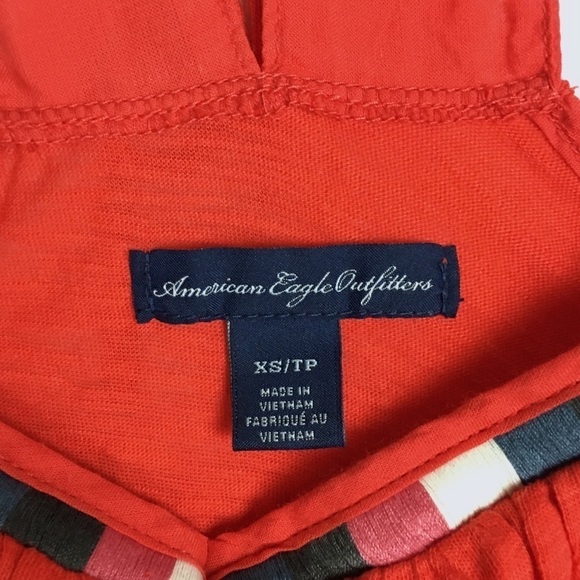 American Eagle Outfitters
XS/TP
MADE IN
VIETNAM
FABRIQUÉ AU
VIETNAM